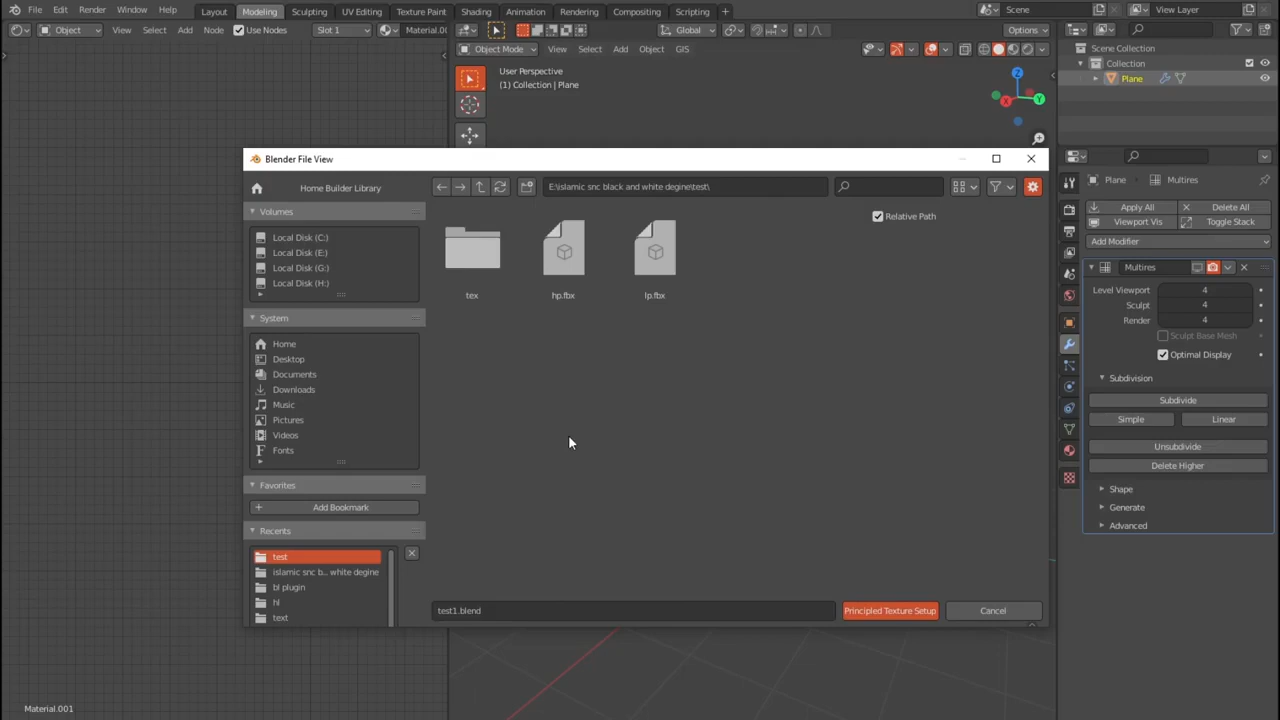 File Edit Render Window Help Layout Modeling Sculpting UV Editing Texture Paint Shading Animation Rendering Compositing Scripting + Scene View Layer
Object View Select Add Node Use Nodes Slot 1 Material.00 Global Options
Object Mode View Select Add Object GIS
User Perspective
(1) Collection | Plane
Scene Collection
Collection
Plane
X
Y
Z
Blender File View
Home Builder Library
E:\islamic snc black and white degine\test\
Relative Path
Volumes
Local Disk (C:)
Local Disk (E:)
Local Disk (G:)
Local Disk (H:)
System
Home
Desktop
Documents
Downloads
Music
Pictures
Videos
Fonts
Favorites
Add Bookmark
Recents
test
islamic snc b.. white degine
bl plugin
hl
text
tex
hp.fbx
lp.fbx
test1.blend
Principled Texture Setup
Cancel
Plane Multires
Apply All Delete All
Viewport Vis Toggle Stack
Add Modifier
Multires
Level Viewport 4
Sculpt 4
Render 4
Sculpt Base Mesh
Optimal Display
Subdivision
Subdivide
Simple Linear
Unsubdivide
Delete Higher
Shape
Generate
Advanced
Material.001